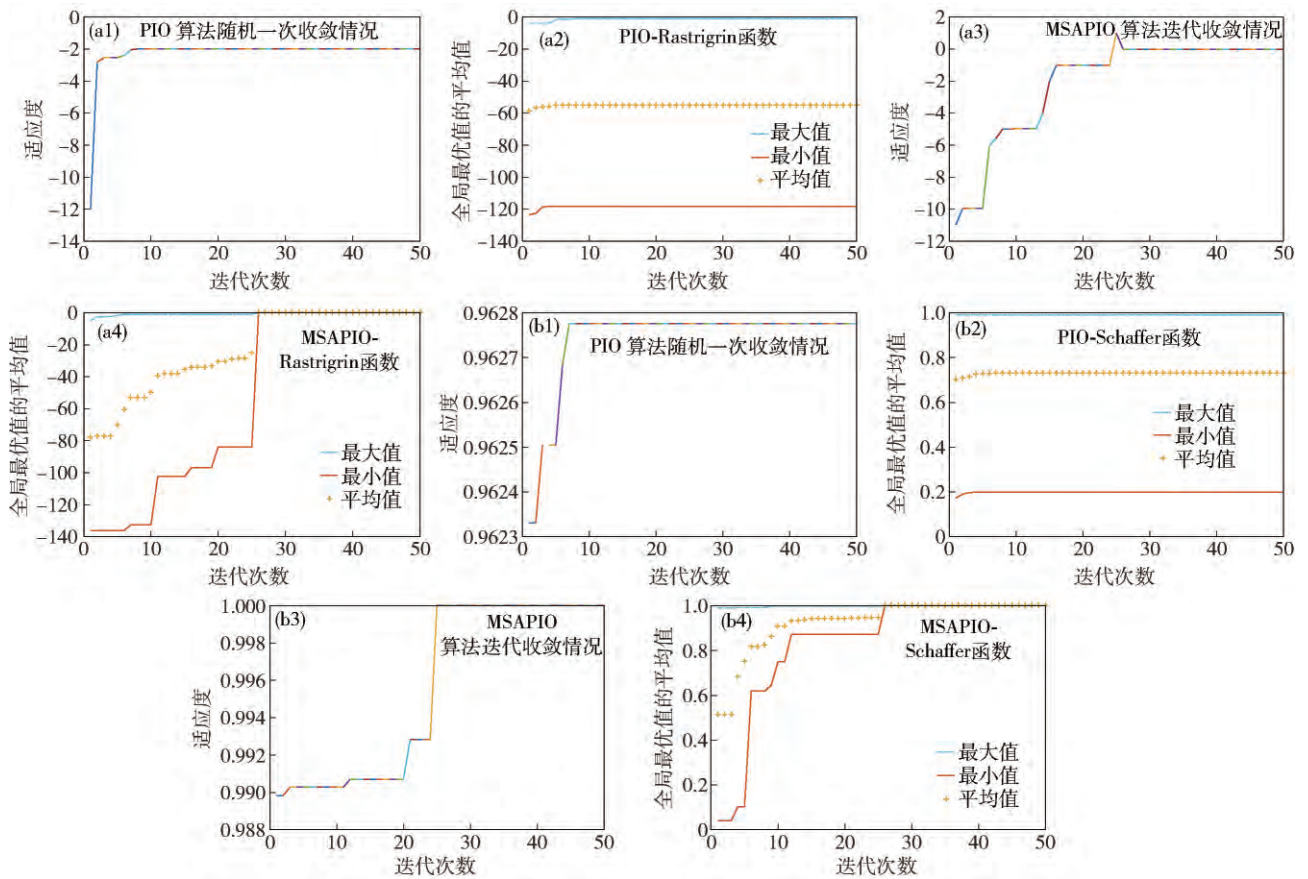 (a1) PIO 算法随机一次收敛情况
适应度
0
−2
−4
−6
−8
−10
−12
−14
0 10 20 30 40 50
迭代次数
(a2) PIO-Rastrigrin函数
全局最优值的平均值
0
−20
−40
−60
−80
−100
−120
−140
最大值
最小值
平均值
0 10 20 30 40 50
迭代次数
(a3) MSAPIO 算法迭代收敛情况
适应度
2
0
−2
−4
−6
−8
−10
−12
0 10 20 30 40 50
迭代次数
(a4) MSAPIO-
Rastrigrin函数
全局最优值的平均值
0
−20
−40
−60
−80
−100
−120
−140
最大值
最小值
平均值
0 10 20 30 40 50
迭代次数
(b1) PIO 算法随机一次收敛情况
适应度
0.9628
0.9627
0.9626
0.9625
0.9624
0.9623
0 10 20 30 40 50
迭代次数
(b2) PIO-Schaffer函数
全局最优值的平均值
1.0
0.8
0.6
0.4
0.2
0
最大值
最小值
平均值
0 10 20 30 40 50
迭代次数
(b3) MSAPIO
算法迭代收敛情况
适应度
1.000
0.998
0.996
0.994
0.992
0.990
0.988
0 10 20 30 40 50
迭代次数
(b4) MSAPIO-
Schaffer函数
全局最优值的平均值
1.0
0.8
0.6
0.4
0.2
0
最大值
最小值
平均值
0 10 20 30 40 50
迭代次数